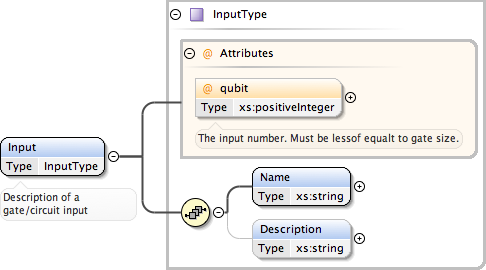 InputType
@ Attributes
@ qubit
Type xs:positiveInteger
The input number. Must be lessof equalt to gate size.
Input
Type InputType
Description of a
gate/circuit input
Name
Type xs:string
Description
Type xs:string